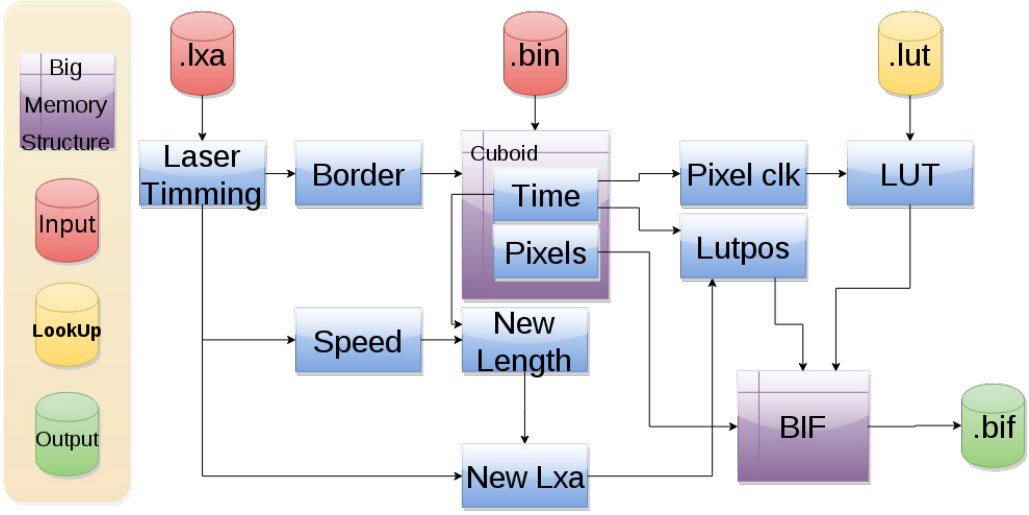 Big
Memory
Structure
Input
LookUp
Output
.lxa
.bin
.lut
Laser
Timming
Border
Cuboid
Time
Pixels
Pixel clk
LUT
Lutpos
Speed
New
Length
New Lxa
BIF
.bif